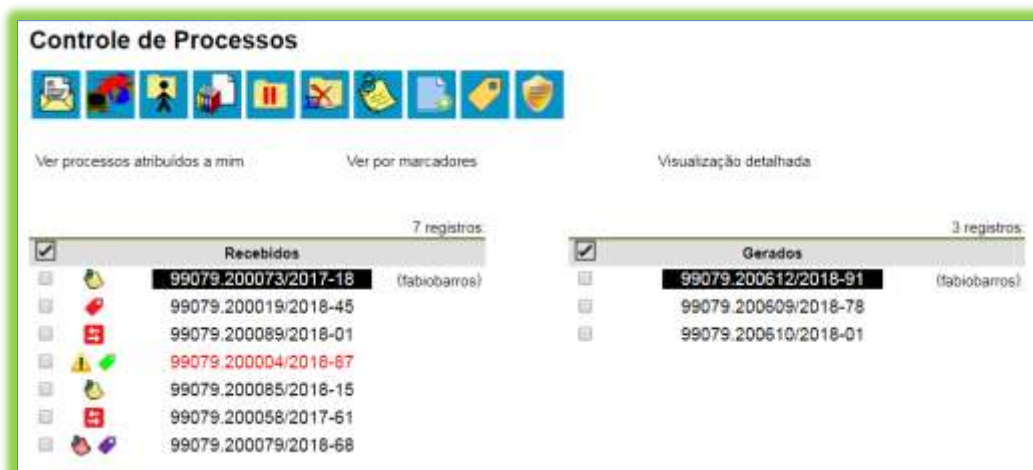 Controle de Processos
Ver processos atribuídos a mim
Ver por marcadores
Visualização detalhada
7 registros
Recebidos
99079.200073/2017-18 (fabiobarros)
99079.200019/2018-45
99079.200089/2018-01
99079.200004/2018-87
99079.200085/2018-15
99079.200058/2017-61
99079.200079/2018-68
3 registros
Gerados
99079.200612/2018-91 (fabiobarros)
99079.200609/2018-78
99079.200610/2018-01